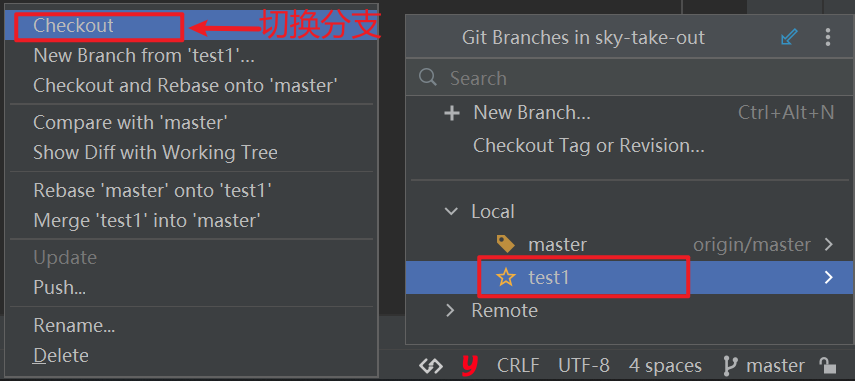 Checkout
切换分支
New Branch from 'test1'...
Checkout and Rebase onto 'master'
Compare with 'master'
Show Diff with Working Tree
Rebase 'master' onto 'test1'
Merge 'test1' into 'master'
Update
Push...
Rename...
Delete
Git Branches in sky-take-out
Search
New Branch... Ctrl+Alt+N
Checkout Tag or Revision...
Local
master origin/master
test1
Remote
y CRLF UTF-8 4 spaces master